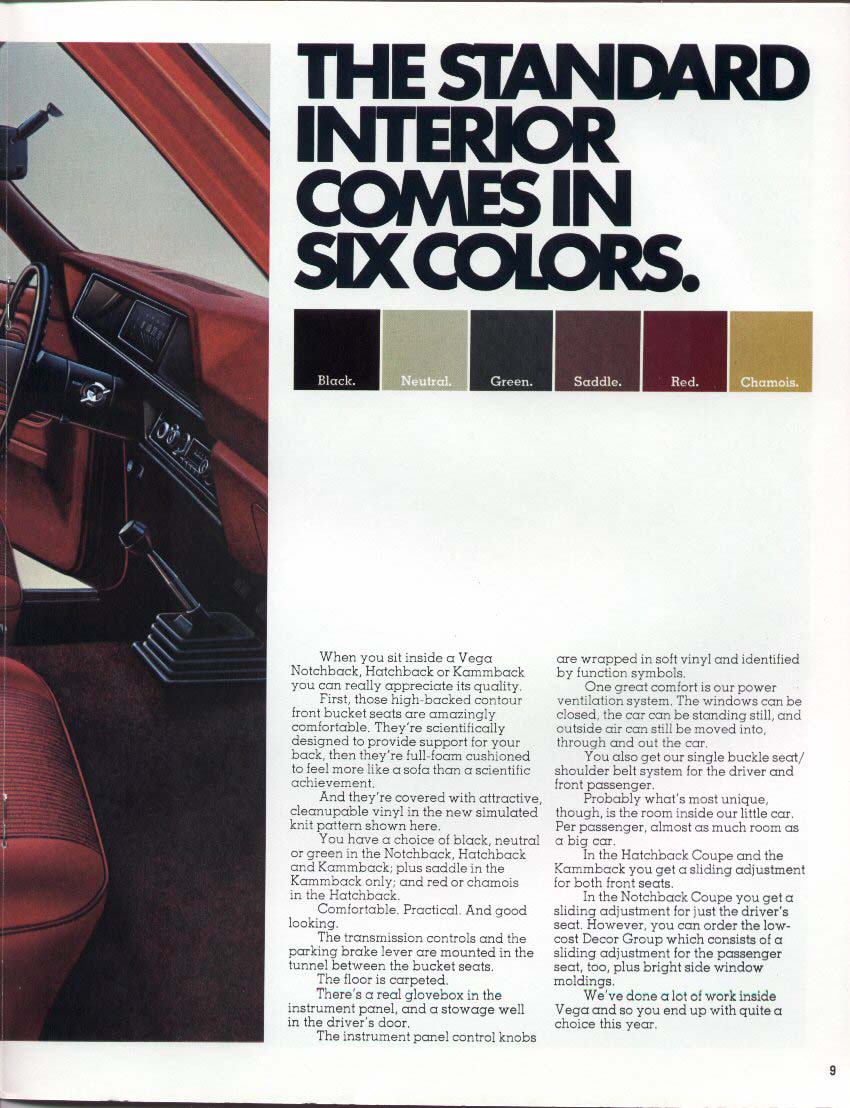 THE STANDARD
INTERIOR
COMES IN
SIX COLORS.
Black.
Neutral.
Green.
Saddle.
Red.
Chamois.
When you sit inside a Vega
Notchback, Hatchback or Kammback
you can really appreciate its quality.
First, those high-backed contour
front bucket seats are amazingly
comfortable. They're scientifically
designed to provide support for your
back, then they're full-foam cushioned
to feel more like a sofa than a scientific
achievement.
And they're covered with attractive,
cleanupable vinyl in the new simulated
knit pattern shown here.
You have a choice of black, neutral
or green in the Notchback, Hatchback
and Kammback; plus saddle in the
Kammback only; and red or chamois
in the Hatchback.
Comfortable. Practical. And good
looking.
The transmission controls and the
parking brake lever are mounted in the
tunnel between the bucket seats.
The floor is carpeted.
There's a real glovebox in the
instrument panel, and a stowage well
in the driver's door.
The instrument panel control knobs
are wrapped in soft vinyl and identified
by function symbols.
One great comfort is our power
ventilation system. The windows can be
closed, the car can be standing still, and
outside air can still be moved into,
through and out the car.
You also get our single buckle seat/
shoulder belt system for the driver and
front passenger.
Probably what's most unique,
though, is the room inside our little car.
Per passenger, almost as much room as
a big car.
In the Hatchback Coupe and the
Kammback you get a sliding adjustment
for both front seats.
In the Notchback Coupe you get a
sliding adjustment for just the driver's
seat. However, you can order the low-
cost Decor Group which consists of a
sliding adjustment for the passenger
seat, too, plus bright side window
moldings.
We've done a lot of work inside
Vega and so you end up with quite a
choice this year.
9